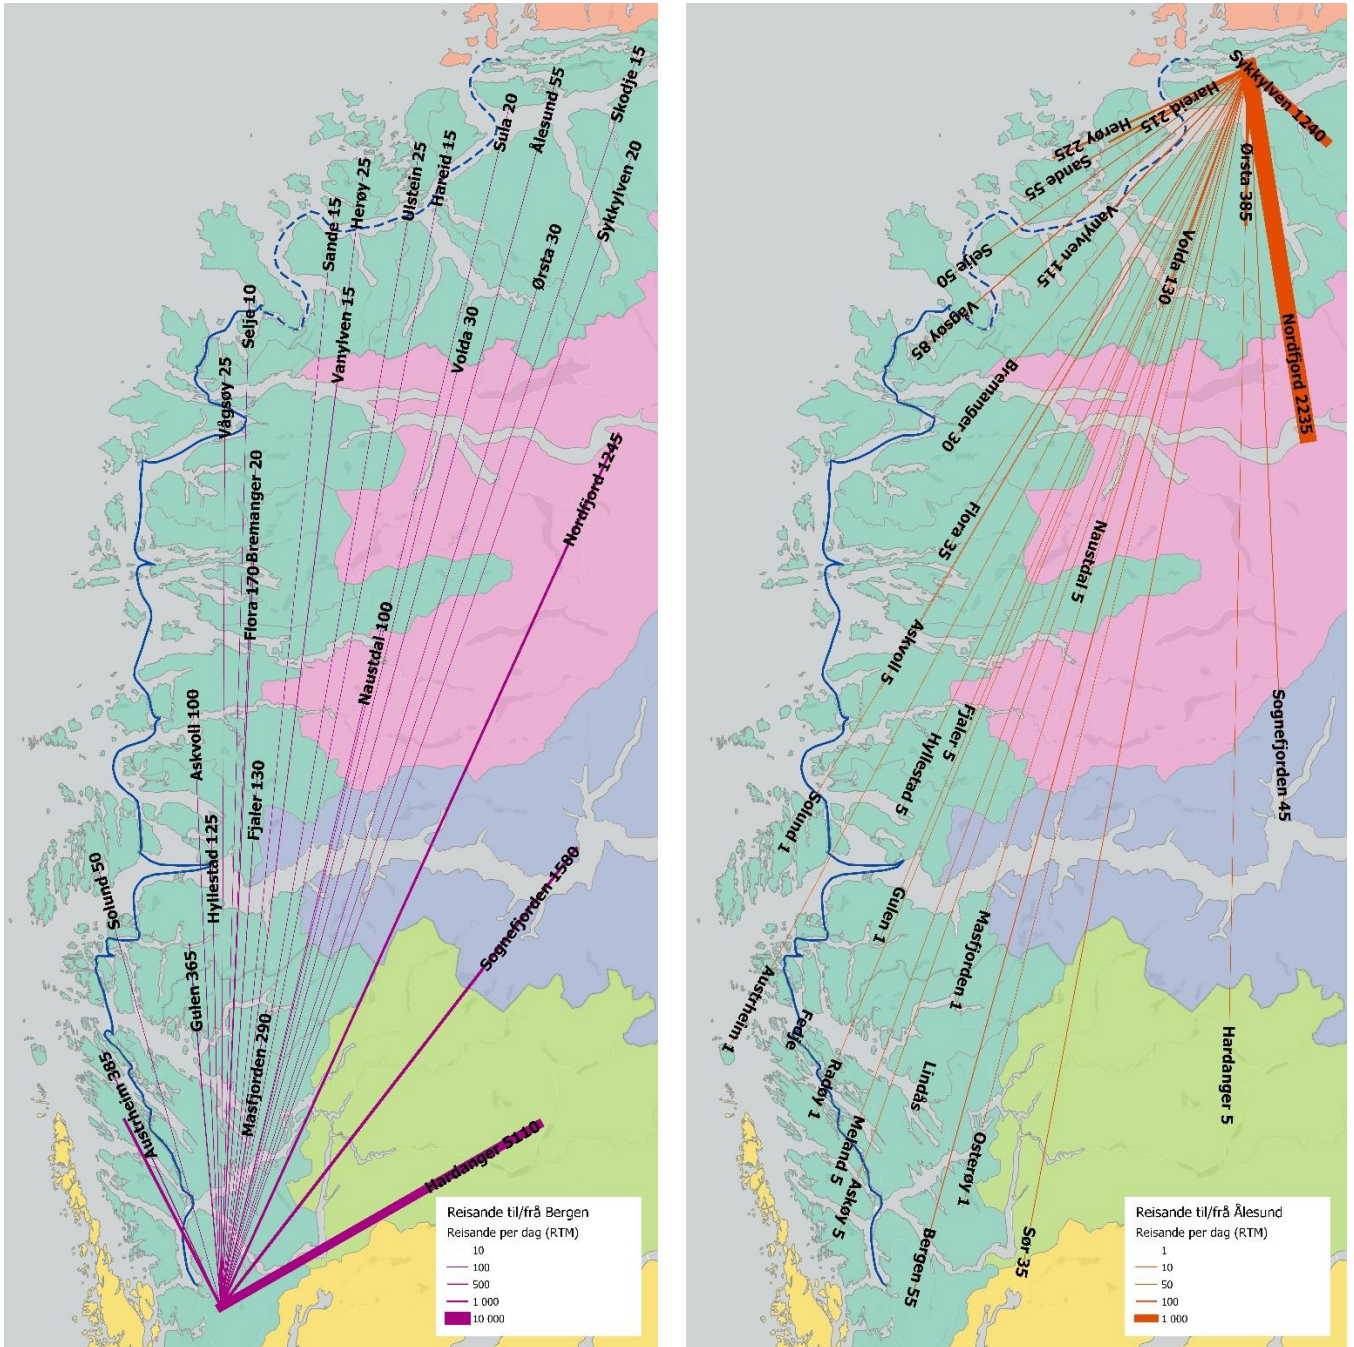 Skodje 15
Ålesund 55
Sula 20
Sykkylven 20
Hareid 15
Ulstein 25
Herøy 25
Sande 15
Ørsta 30
Volda 30
Vanylven 15
Selje 10
Vågsøy 25
Nordfjord 1245
Bremanger 20
Flora 170
Naustdal 100
Askvoll 100
Fjaler 130
Hyllestad 125
Solund 50
Sognefjorden 1580
Gulen 365
Masfjorden 290
Austrheim 385
Hardanger 5110
Reisande til/frå Bergen
Reisande per dag (RTM)
10
100
500
1 000
10 000
Sykkylven 1240
Hareid 215
Herøy 225
Sande 55
Ørsta 385
Vanylven 115
Volda 130
Selje 50
Vågsøy 85
Nordfjord 2235
Bremanger 30
Flora 35
Naustdal 5
Askvoll 5
Fjaler 5
Hyllestad 5
Sognefjorden 45
Solund 1
Gulen 1
Masfjorden 1
Austrheim 1
Fedje
Radøy 1
Lindås
Hardanger 5
Meland 5
Osterøy 1
Askøy 5
Bergen 55
Sør 35
Reisande til/frå Ålesund
Reisande per dag (RTM)
1
10
50
100
1 000